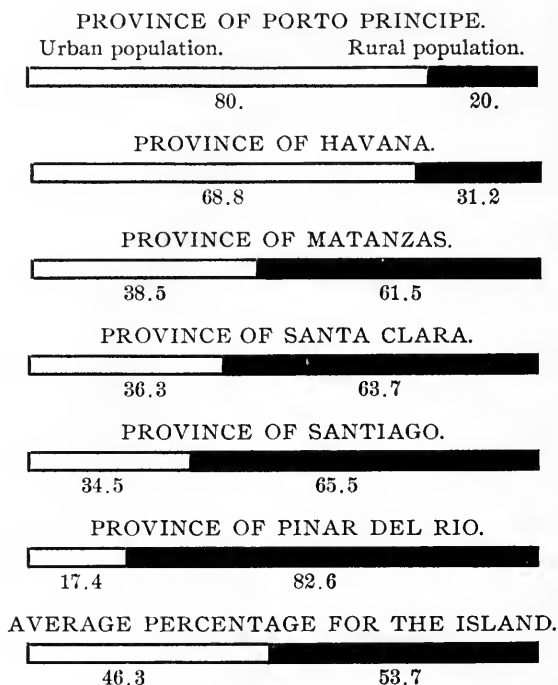 PROVINCE OF PORTO PRINCIPE.
Urban population. Rural population.
80. 20.
PROVINCE OF HAVANA.
68.8 31.2
PROVINCE OF MATANZAS.
38.5 61.5
PROVINCE OF SANTA CLARA.
36.3 63.7
PROVINCE OF SANTIAGO.
34.5 65.5
PROVINCE OF PINAR DEL RIO.
17.4 82.6
AVERAGE PERCENTAGE FOR THE ISLAND.
46.3 53.7